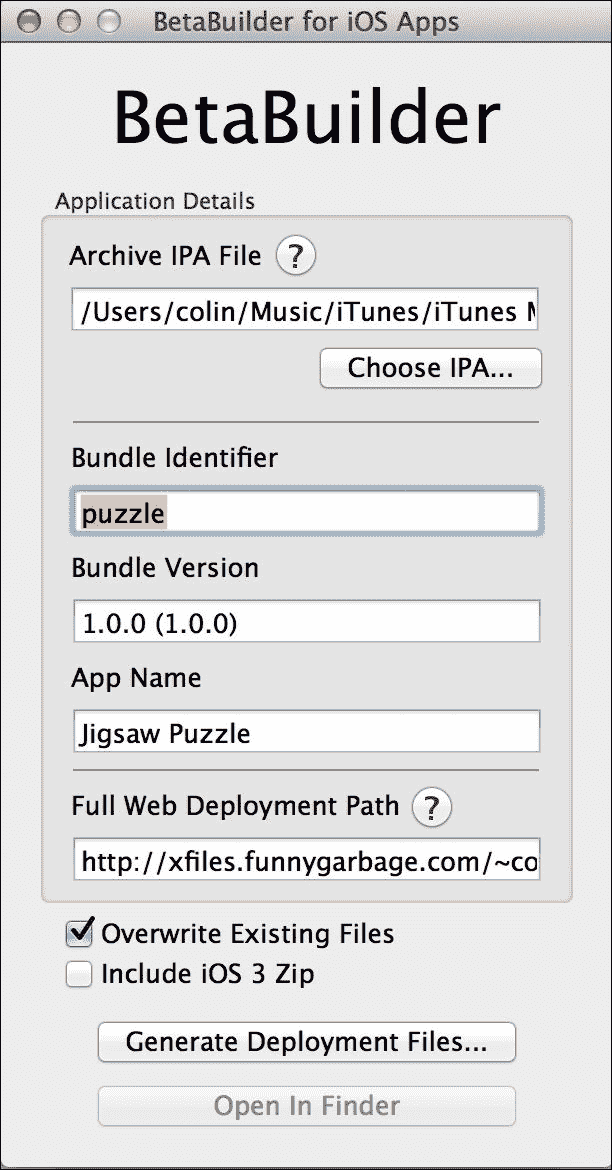 BetaBuilder for iOS Apps
BetaBuilder
Application Details
Archive IPA File ?
/Users/colin/Music/iTunes/iTunes
Choose IPA...
Bundle Identifier
puzzle
Bundle Version
1.0.0 (1.0.0)
App Name
Jigsaw Puzzle
Full Web Deployment Path ?
http://xfiles.funnygarbage.com/~co
Overwrite Existing Files
Include iOS 3 Zip
Generate Deployment Files...
Open In Finder